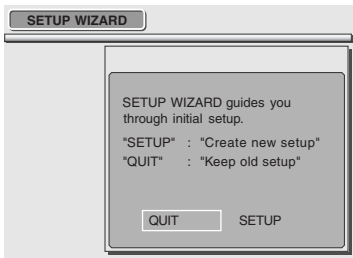 SETUP WIZARD
SETUP WIZARD guides you
through initial setup.
"SETUP" : "Create new setup"
"QUIT" : "Keep old setup"
QUIT SETUP